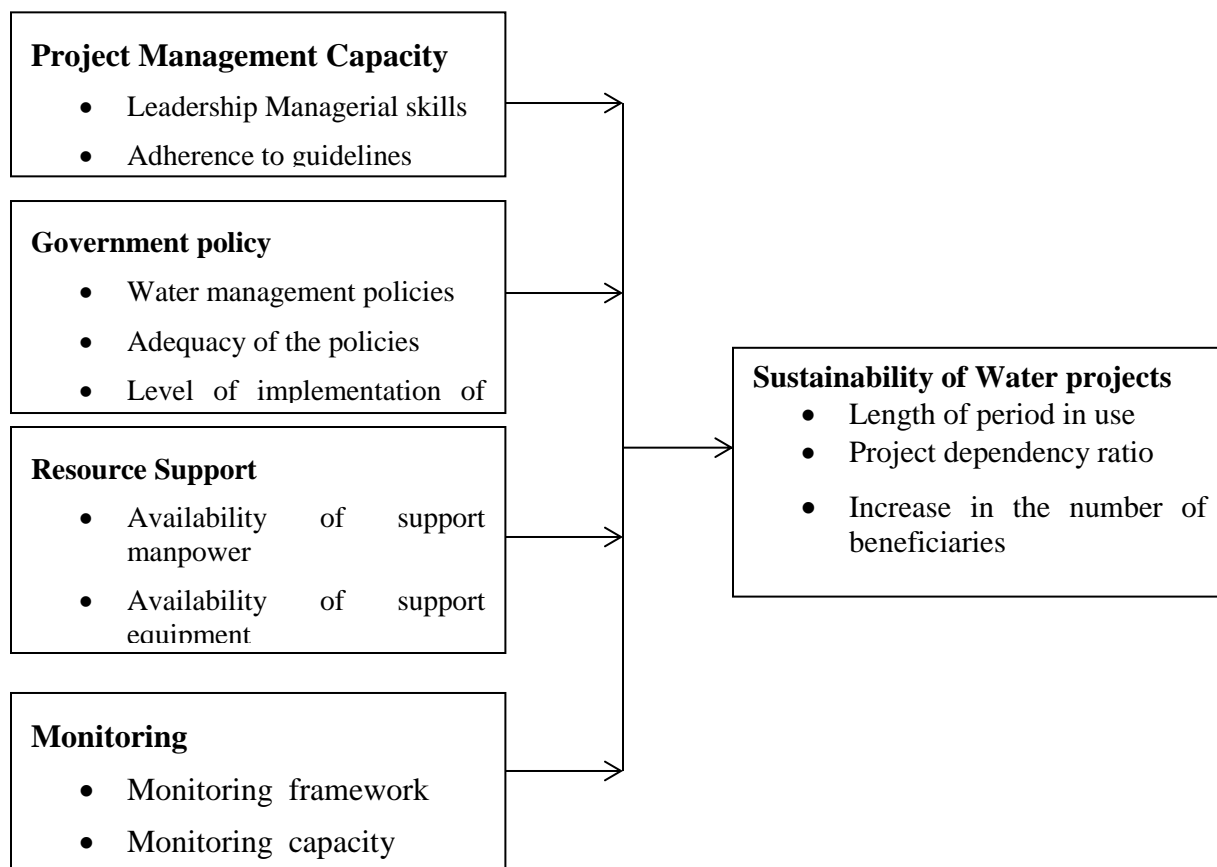 Project Management Capacity
• Leadership Managerial skills
• Adherence to guidelines
Government policy
• Water management policies
• Adequacy of the policies
• Level of implementation of
Resource Support
• Availability of support
manpower
• Availability of support
equipment
Monitoring
• Monitoring framework
• Monitoring capacity
Sustainability of Water projects
• Length of period in use
• Project dependency ratio
• Increase in the number of
beneficiaries